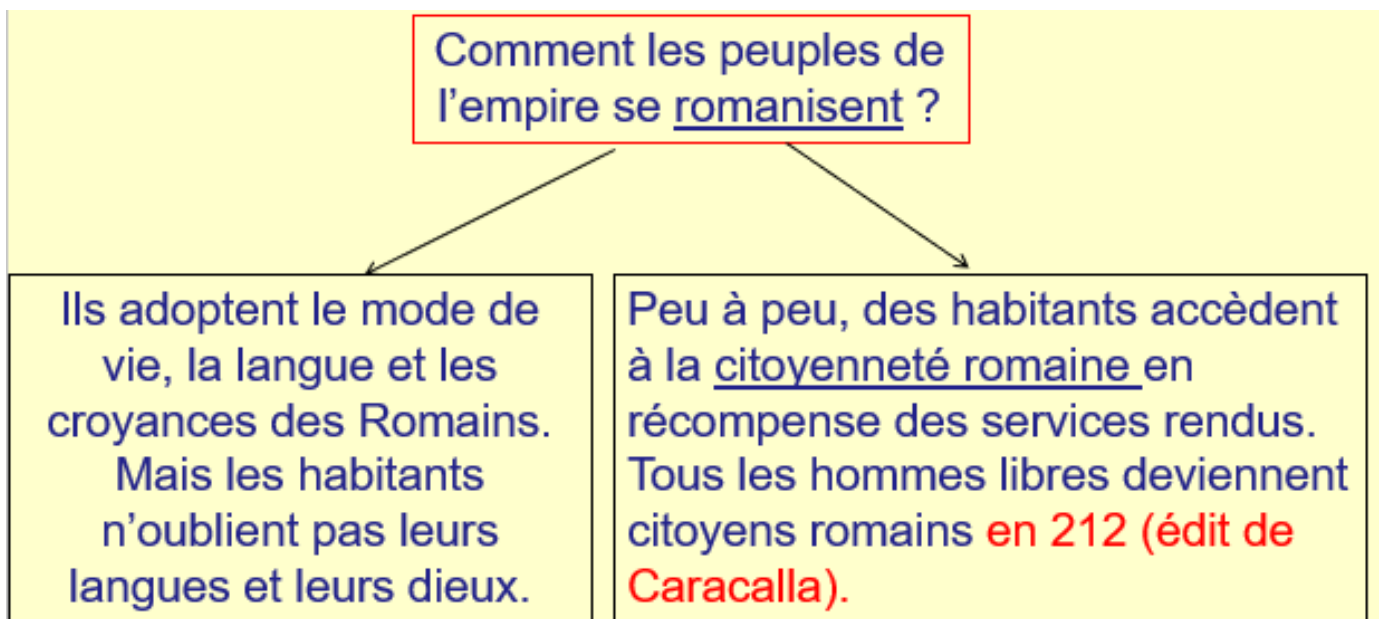 Comment les peuples de
l'empire se romanisent ?
Ils adoptent le mode de
vie, la langue et les
croyances des Romains.
Mais les habitants
n'oublient pas leurs
langues et leurs dieux.
Peu à peu, des habitants accèdent
à la citoyenneté romaine en
récompense des services rendus.
Tous les hommes libres deviennent
citoyens romains en 212 (édit de
Caracalla).